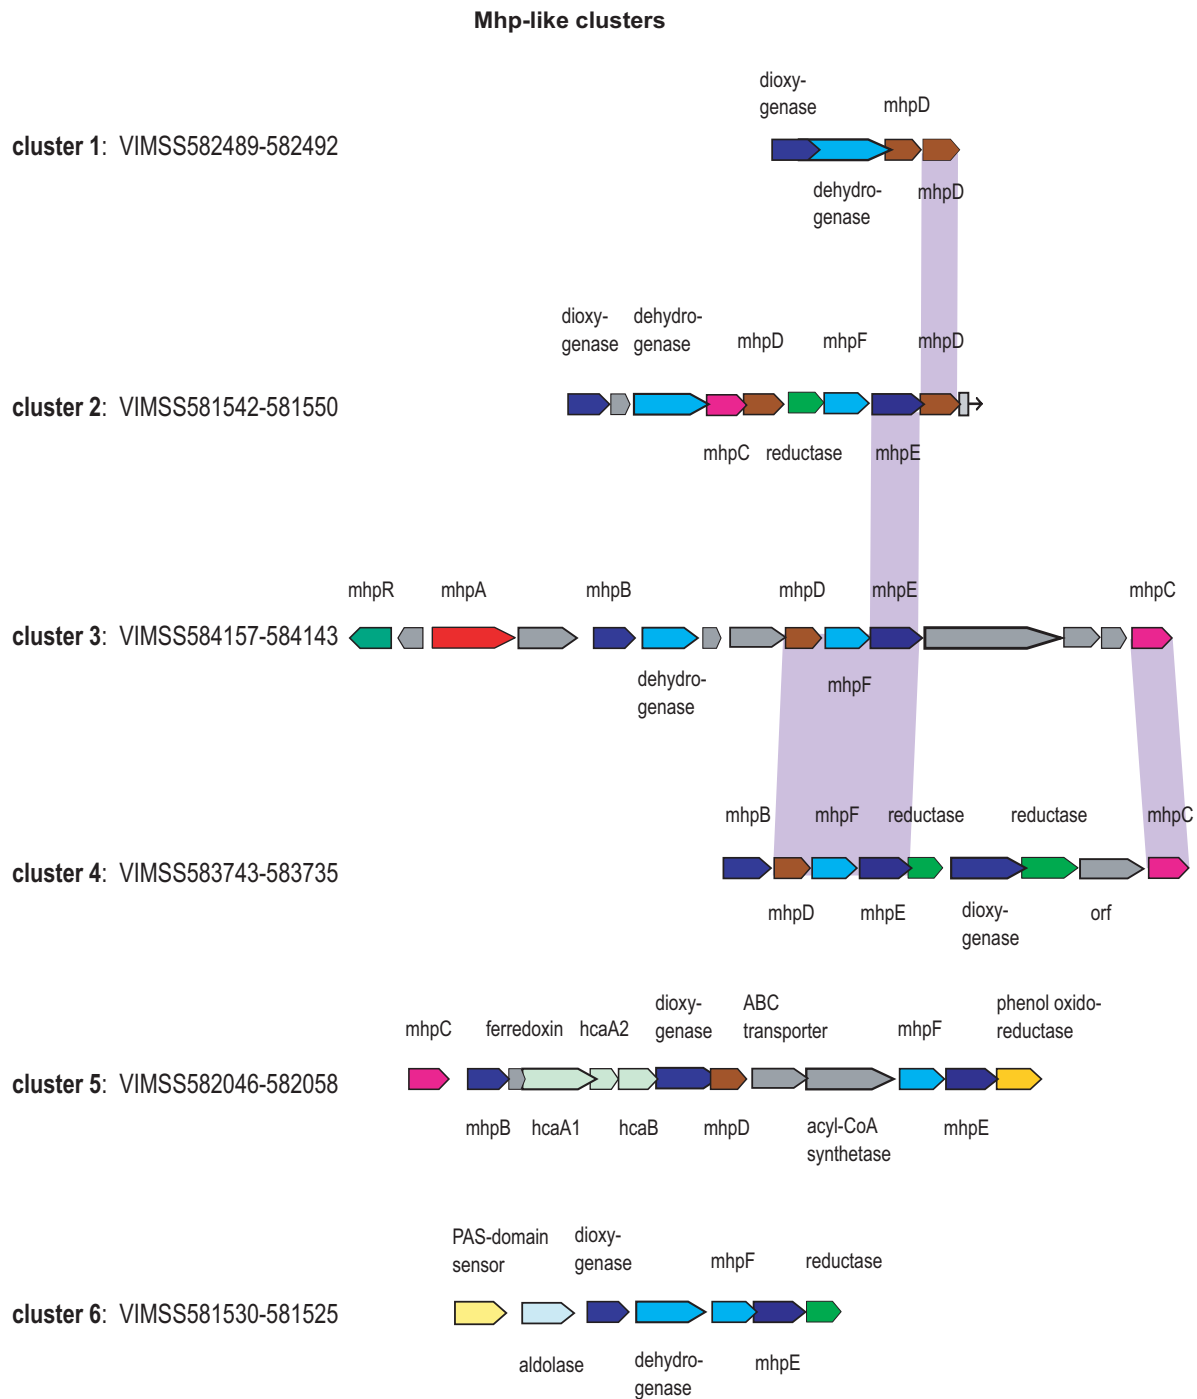 Mhp-like clusters
dioxy-
genase
mhpD
cluster 1: VIMSS582489-582492
dehydro-
genase
mhpD
dioxy-
genase
dehydro-
genase
mhpD
mhpF
mhpD
cluster 2: VIMSS581542-581550
mhpC
reductase
mhpE
mhpR
mhpA
mhpB
mhpD
mhpE
mhpC
cluster 3: VIMSS584157-584143
dehydro-
genase
mhpF
mhpB
mhpF
reductase
reductase
mhpC
cluster 4: VIMSS583743-583735
mhpD
mhpE
dioxy-
genase
orf
mhpC
ferredoxin
hcaA2
dioxy-
genase
ABC
transporter
mhpF
phenol oxido-
reductase
cluster 5: VIMSS582046-582058
mhpB
hcaA1
hcaB
mhpD
acyl-CoA
synthetase
mhpE
PAS-domain
sensor
dioxy-
genase
mhpF
reductase
cluster 6: VIMSS581530-581525
aldolase
dehydro-
genase
mhpE